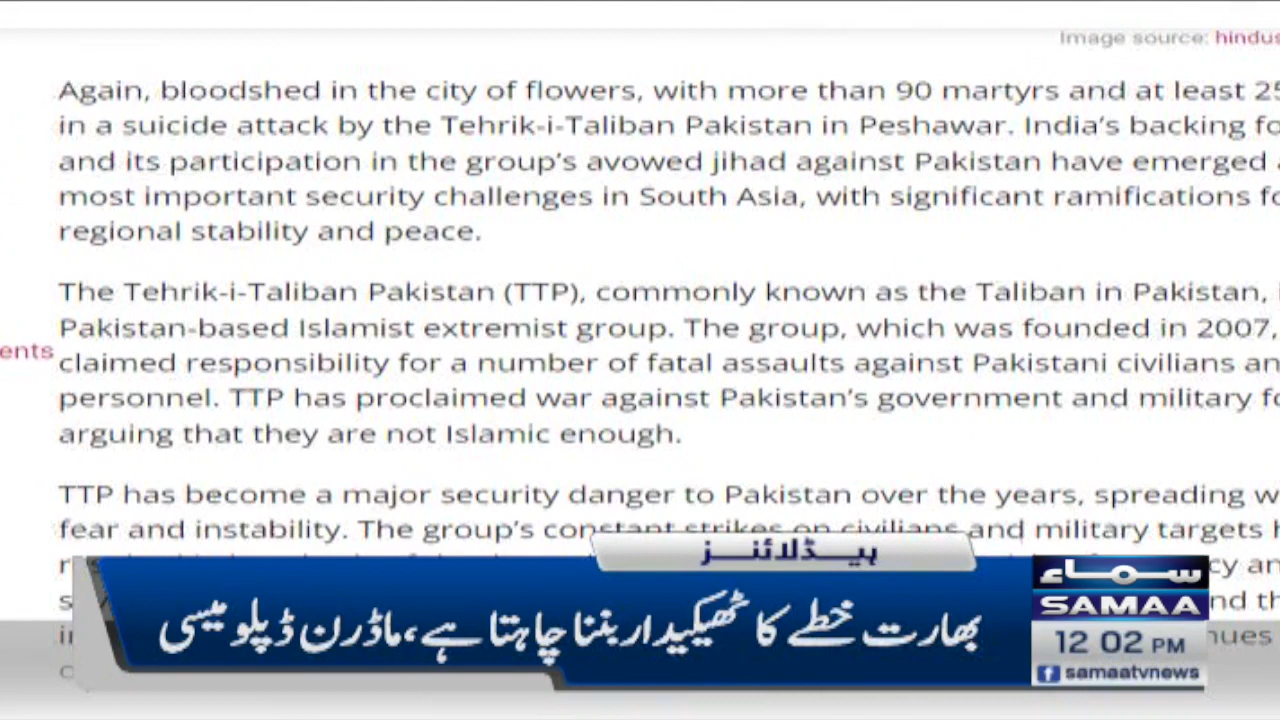 Image source: hindus
Again, bloodshed in the city of flowers, with more than 90 martyrs and at least 25
in a suicide attack by the Tehrik-i-Taliban Pakistan in Peshawar. India's backing fo
and its participation in the group's avowed jihad against Pakistan have emerged a
most important security challenges in South Asia, with significant ramifications fo
regional stability and peace.
The Tehrik-i-Taliban Pakistan (TTP), commonly known as the Taliban in Pakistan, i
Pakistan-based Islamist extremist group. The group, which was founded in 2007,
ents
claimed responsibility for a number of fatal assaults against Pakistani civilians an
personnel. TTP has proclaimed war against Pakistan's government and military fo
arguing that they are not Islamic enough.
TTP has become a major security danger to Pakistan over the years, spreading w
fear and instability. The group's constant strikes on civilians and military targets h
ہیڈلائنز
بھارت خطے کا ٹھیکیدار بننا چاہتا ہے، ماڈرن ڈپلومیسی
سماء
SAMAA
12 02 PM
samaatvnews